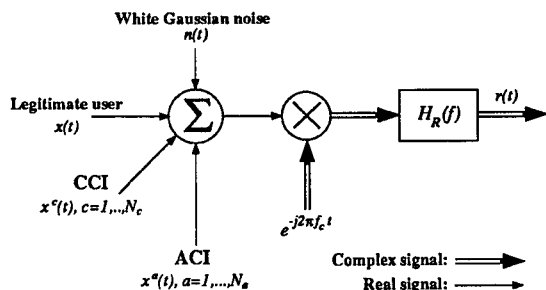 White Gaussian noise
n(t)
Legitimate user
x(t)
Σ
×
H_R(f)
r(t)
CCI
x^c(t), c=1,..,N_c
e^{-j2πf_c t}
ACI
x^a(t), a=1,...,N_a
Complex signal:
Real signal: